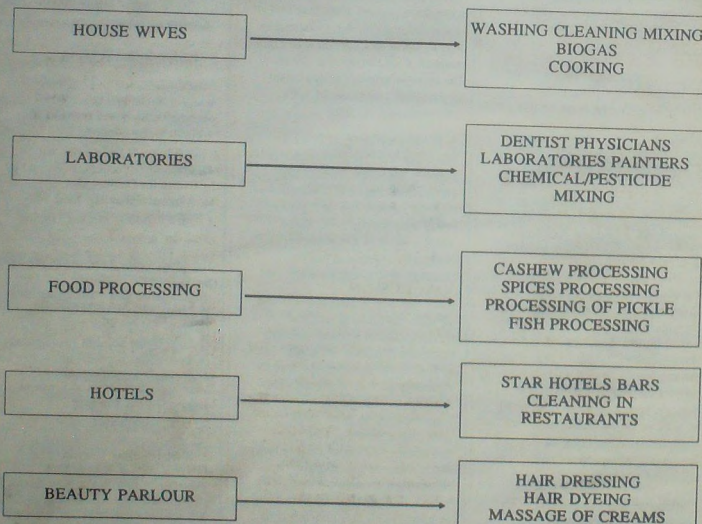 HOUSE WIVES
WASHING CLEANING MIXING
BIOGAS
COOKING
LABORATORIES
DENTIST PHYSICIANS
LABORATORIES PAINTERS
CHEMICAL/PESTICIDE
MIXING
FOOD PROCESSING
CASHEW PROCESSING
SPICES PROCESSING
PROCESSING OF PICKLE
FISH PROCESSING
HOTELS
STAR HOTELS BARS
CLEANING IN
RESTAURANTS
BEAUTY PARLOUR
HAIR DRESSING
HAIR DYEING
MASSAGE OF CREAMS